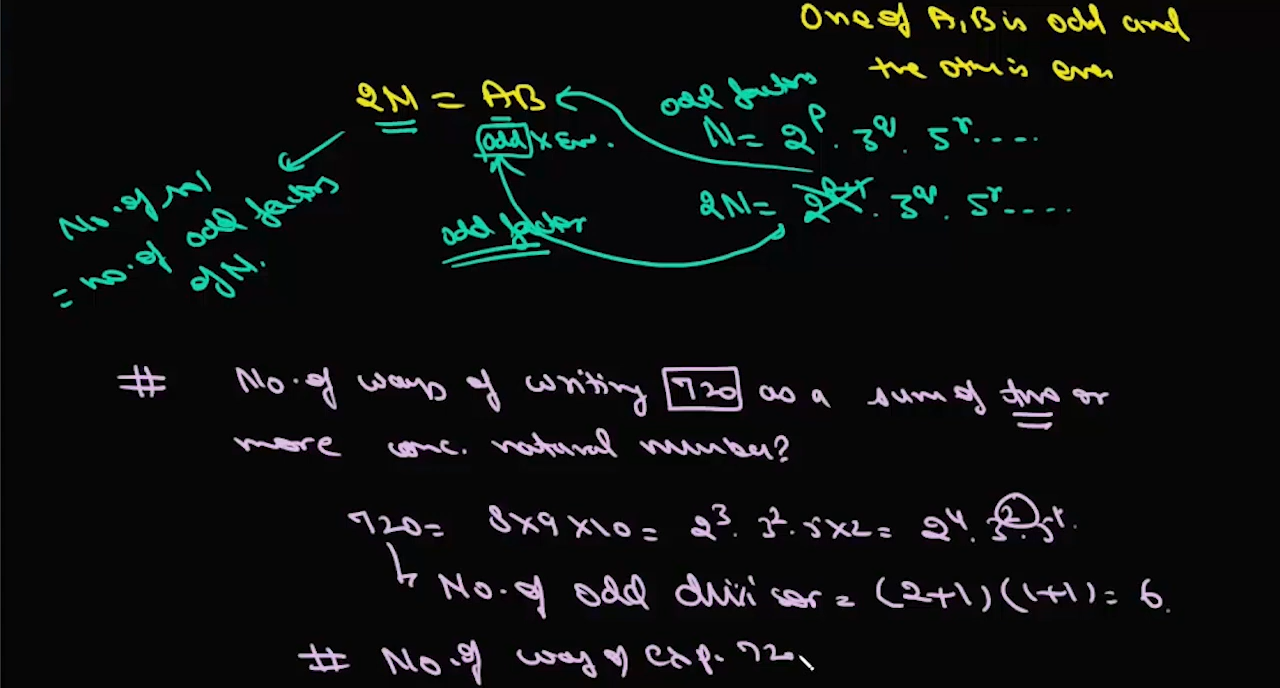 One of A, B is odd and
the other is even
2N = AB
odd × Even.
odd factors
N = 2^p . 3^q . 5^r ....
2N = 2^{p+1} . 3^q . 5^r ....
odd factor
No. of sol
= no. of odd factors
of N.
# No. of ways of writing 720 as a sum of two or
more conc. natural number?
720 = 8×9×10 = 2^3 . 3^2 . 5×2 = 2^4 . 3^2 . 5^1.
No. of odd divisor = (2+1)(1+1) = 6.
# No. of way of exp. 720